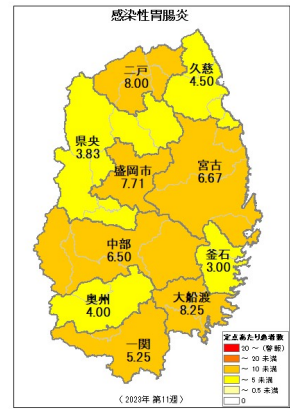 感染性胃腸炎
二戸
8.00
久慈
4.50
県央
3.83
盛岡市
7.71
宮古
6.67
中部
6.50
釜石
3.00
奥州
4.00
大船渡
8.25
一関
5.25
定点あたり患者数
20 ～ (警報)
～ 20 未満
～ 10 未満
～ 5 未満
～ 0.5 未満
0
（2023年 第11週）